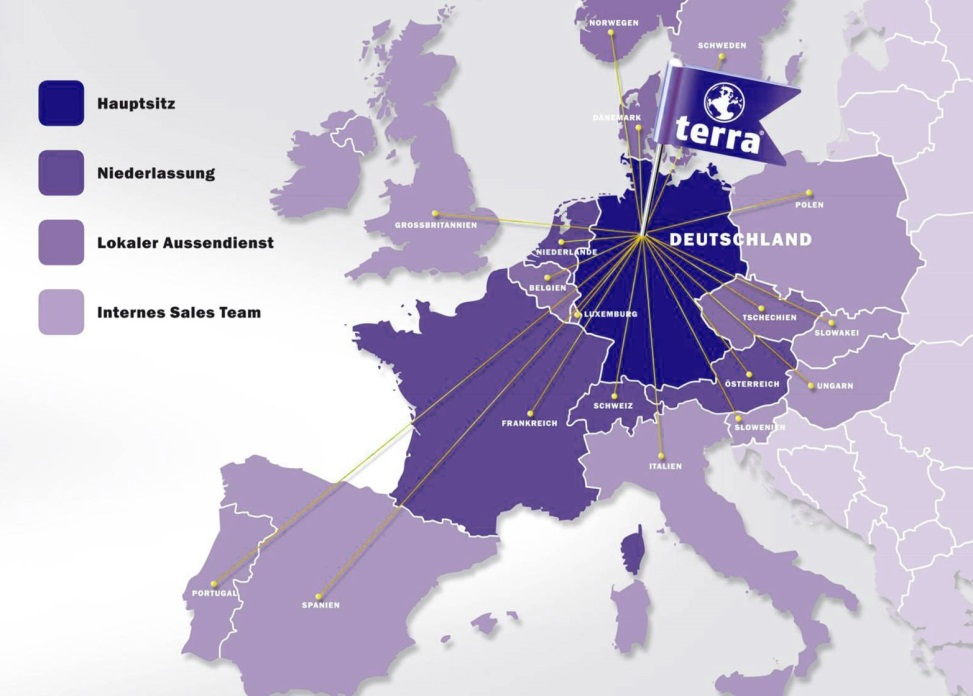 NORWEGEN
SCHWEDEN
Hauptsitz
DÄNEMARK
terra®
Niederlassung
POLEN
GROSSBRITANNIEN
DEUTSCHLAND
Lokaler Aussendienst
NIEDERLANDE
BELGIEN
Internes Sales Team
LUXEMBURG
TSCHECHIEN
SLOWAKEI
ÖSTERREICH
UNGARN
SCHWEIZ
FRANKREICH
SLOWENIEN
ITALIEN
PORTUGAL
SPANIEN